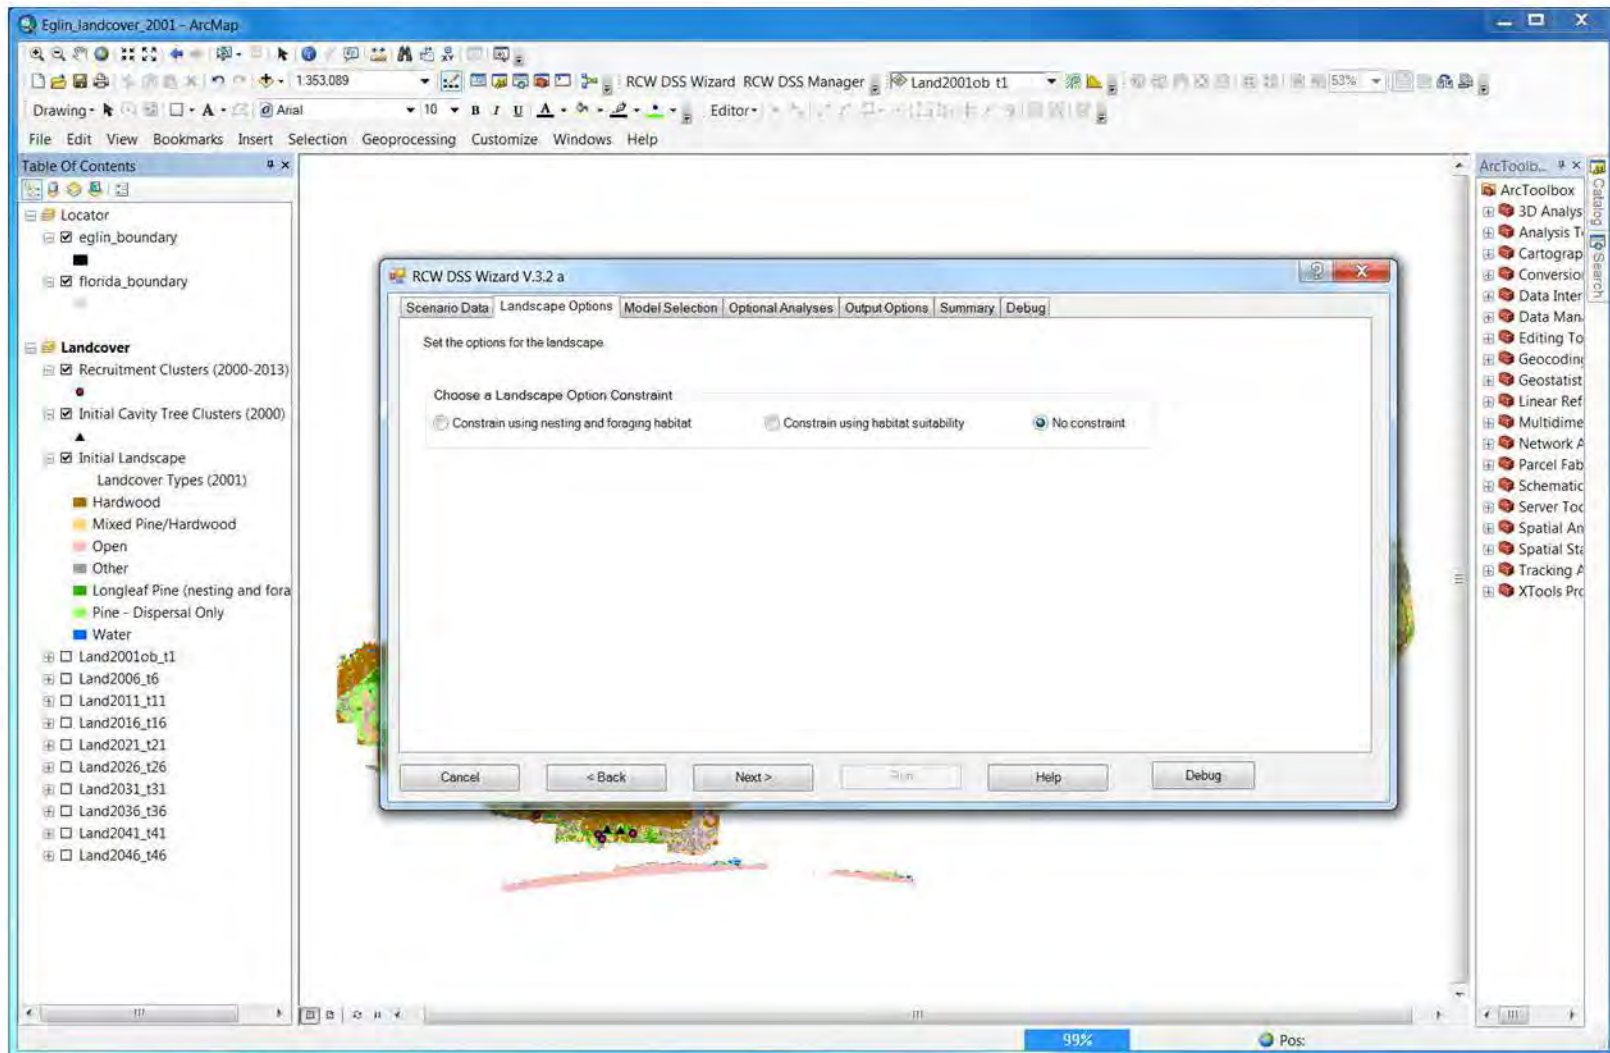 Eglin_landcover_2001 - ArcMap
1:353,089
RCW DSS Wizard RCW DSS Manager
Land2001ob t1
53%
Drawing
A
Arial
10
B I U A
Editor
File Edit View Bookmarks Insert Selection Geoprocessing Customize Windows Help
Table Of Contents
Locator
eglin_boundary
florida_boundary
Landcover
Recruitment Clusters (2000-2013)
Initial Cavity Tree Clusters (2000)
Initial Landscape
Landcover Types (2001)
Hardwood
Mixed Pine/Hardwood
Open
Other
Longleaf Pine (nesting and fora
Pine - Dispersal Only
Water
Land2001ob_t1
Land2006_t6
Land2011_t11
Land2016_t16
Land2021_t21
Land2026_t26
Land2031_t31
Land2036_t36
Land2041_t41
Land2046_t46
RCW DSS Wizard V.3.2 a
Scenario Data Landscape Options Model Selection Optional Analyses Output Options Summary Debug
Set the options for the landscape
Choose a Landscape Option Constraint
Constrain using nesting and foraging habitat Constrain using habitat suitability No constraint
Cancel < Back Next > Run Help Debug
ArcToolb...
ArcToolbox
3D Analys
Analysis T
Cartograp
Conversio
Data Inter
Data Man
Editing To
Geocoding
Geostatist
Linear Ref
Multidime
Network A
Parcel Fab
Schematic
Server Too
Spatial An
Spatial Sta
Tracking A
XTools Pro
Catalog
Search
99%
Pos: